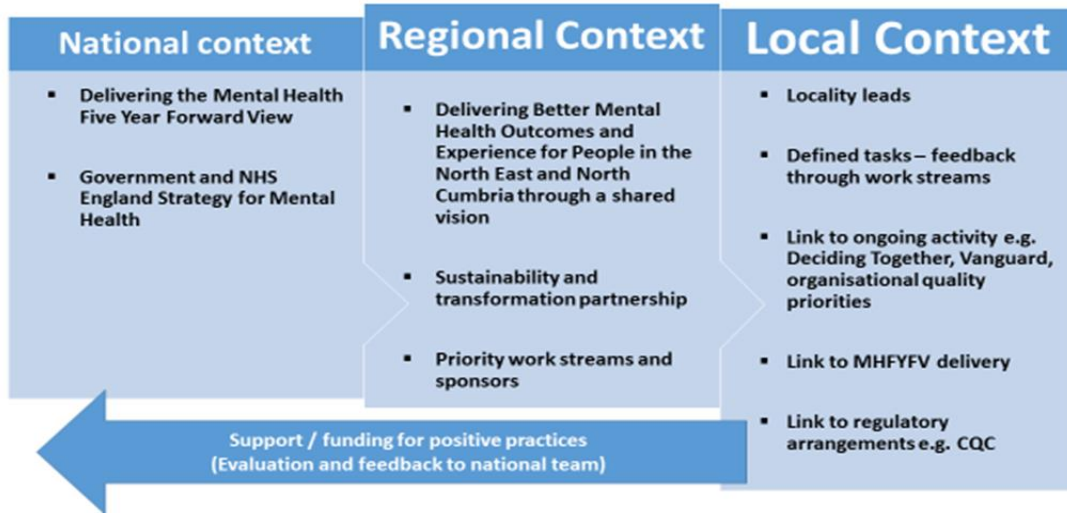 National context
▪ Delivering the Mental Health
Five Year Forward View
▪ Government and NHS
England Strategy for Mental
Health
Regional Context
▪ Delivering Better Mental
Health Outcomes and
Experience for People in the
North East and North
Cumbria through a shared
vision
▪ Sustainability and
transformation partnership
▪ Priority work streams and
sponsors
Local Context
▪ Locality leads
▪ Defined tasks – feedback
through work streams
▪ Link to ongoing activity e.g.
Deciding Together, Vanguard,
organisational quality
priorities
▪ Link to MHFYFV delivery
▪ Link to regulatory
arrangements e.g. CQC
Support / funding for positive practices
(Evaluation and feedback to national team)